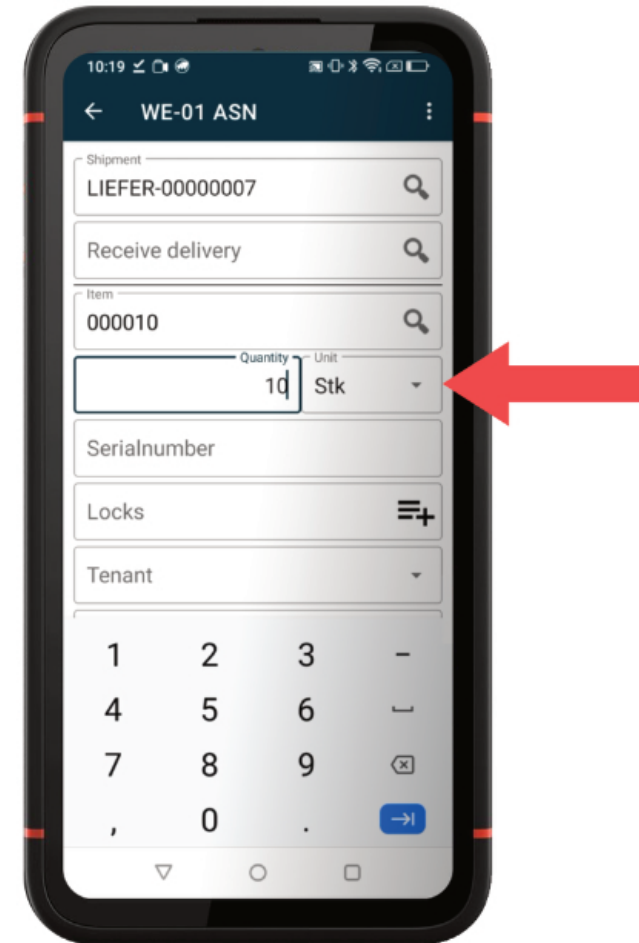 10:19
WE-01 ASN
Shipment
LIEFER-00000007
Receive delivery
Item
000010
Quantity Unit
10 Stk
Serialnumber
Locks
Tenant
1 2 3 -
4 5 6
7 8 9
, 0 .